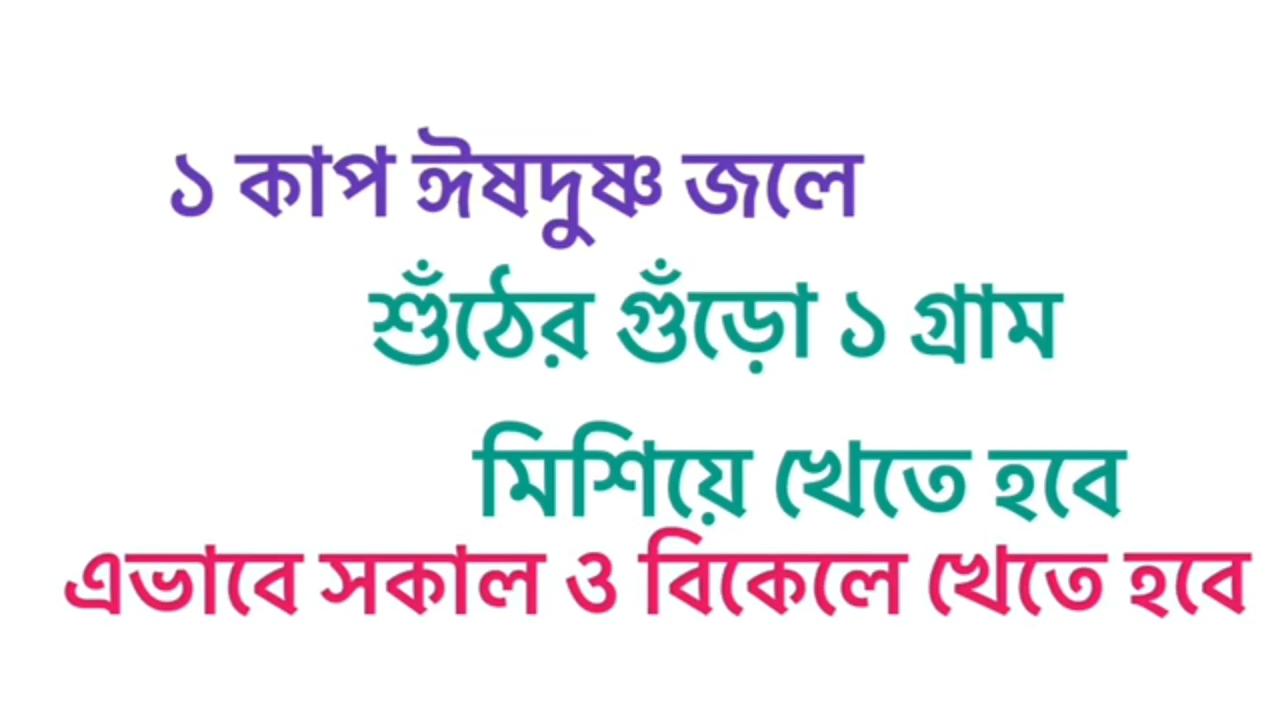 ১ কাপ ঈষদুষ্ণ জলে
শুঁঠের গুঁড়ো ১ গ্রাম
মিশিয়ে খেতে হবে
এভাবে সকাল ও বিকেলে খেতে হবে